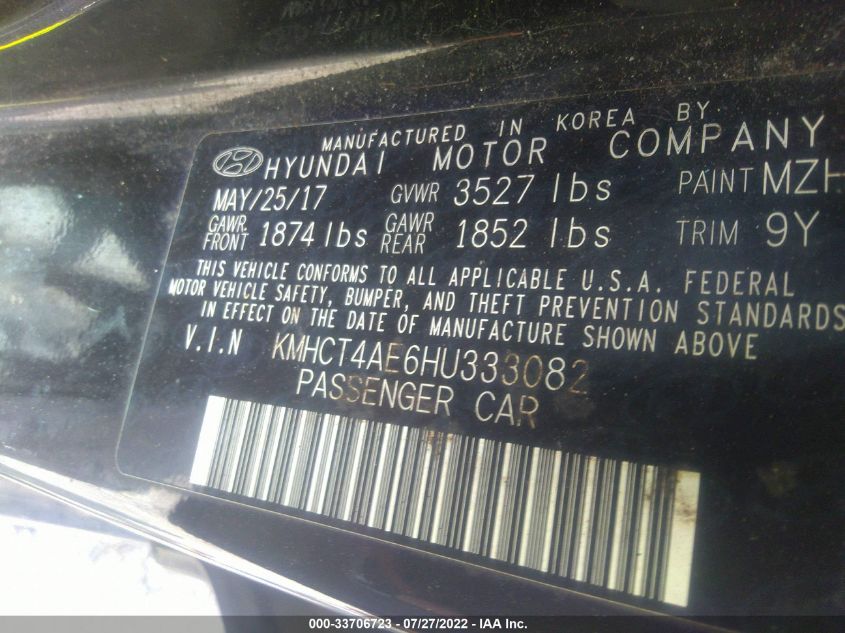 MANUFACTURED IN KOREA BY
HYUNDAI MOTOR COMPANY
MAY/25/17 GVWR 3527 lbs PAINT MZH
GAWR FRONT 1874 lbs GAWR REAR 1852 lbs TRIM 9Y
THIS VEHICLE CONFORMS TO ALL APPLICABLE U.S.A. FEDERAL
MOTOR VEHICLE SAFETY, BUMPER, AND THEFT PREVENTION STANDARDS
IN EFFECT ON THE DATE OF MANUFACTURE SHOWN ABOVE
V.I.N KMHCT4AE6HU333082
PASSENGER CAR
000-33706723 - 07/27/2022 - IAA, Inc.